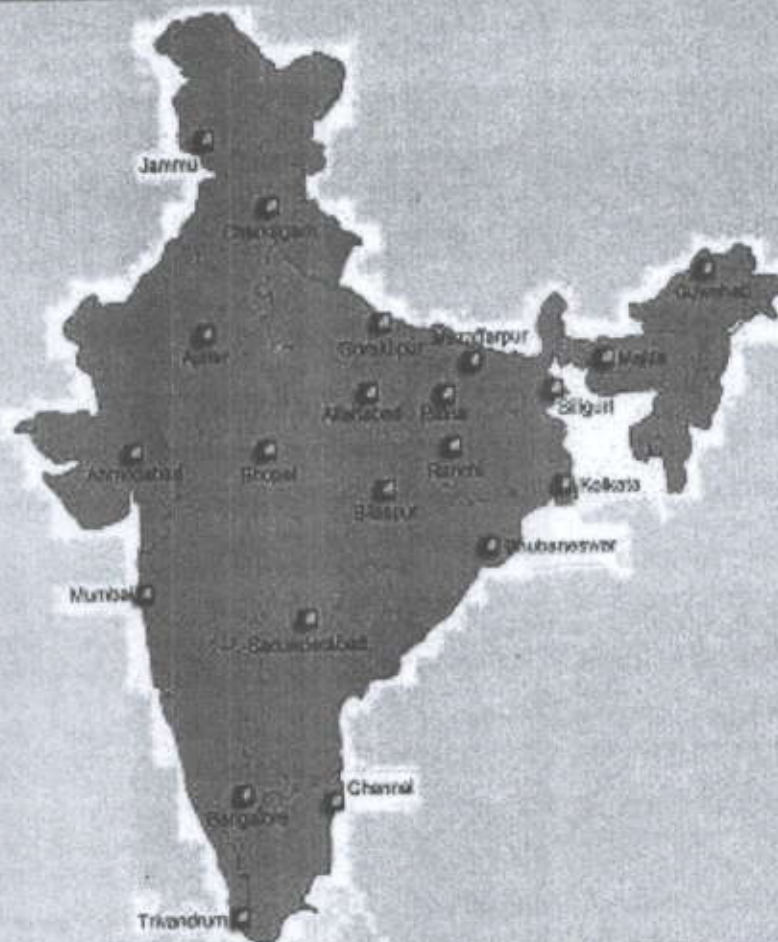 Jammu
Chandigarh
Guwahati
Gorakhpur
Muzaffarpur
Malda
Ajmer
Allahabad
Patna
Siliguri
Ahmedabad
Bhopal
Ranchi
Bilaspur
Kolkata
Bhubaneswar
Mumbai
Secunderabad
Chennai
Bangalore
Trivandrum